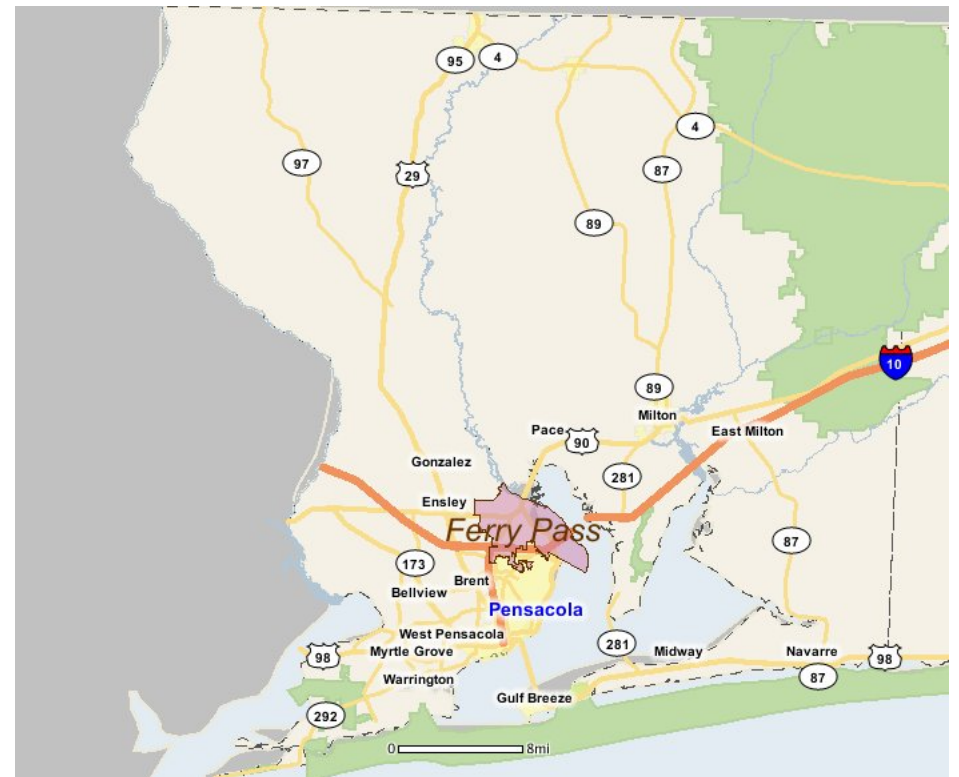 95
4
4
97
29
87
89
10
89
Milton
East Milton
Pace
90
Gonzalez
281
Ensley
Ferry Pass
87
173
Brent
Bellview
Pensacola
West Pensacola
281
Myrtle Grove
Midway
Navarre
98
98
87
Warrington
Gulf Breeze
292
0
8mi